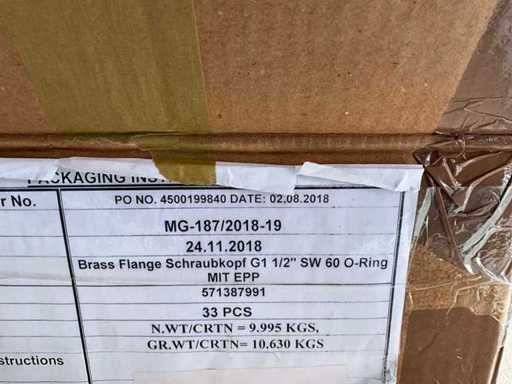 PACKAGING
r No.
PO NO. 4500199840 DATE: 02.08.2018
MG-187/2018-19
24.11.2018
Brass Flange Schraubkopf G1 1/2" SW 60 O-Ring
MIT EPP
571387991
33 PCS
N.WT/CRTN = 9.995 KGS,
GR.WT/CRTN= 10.630 KGS
structions